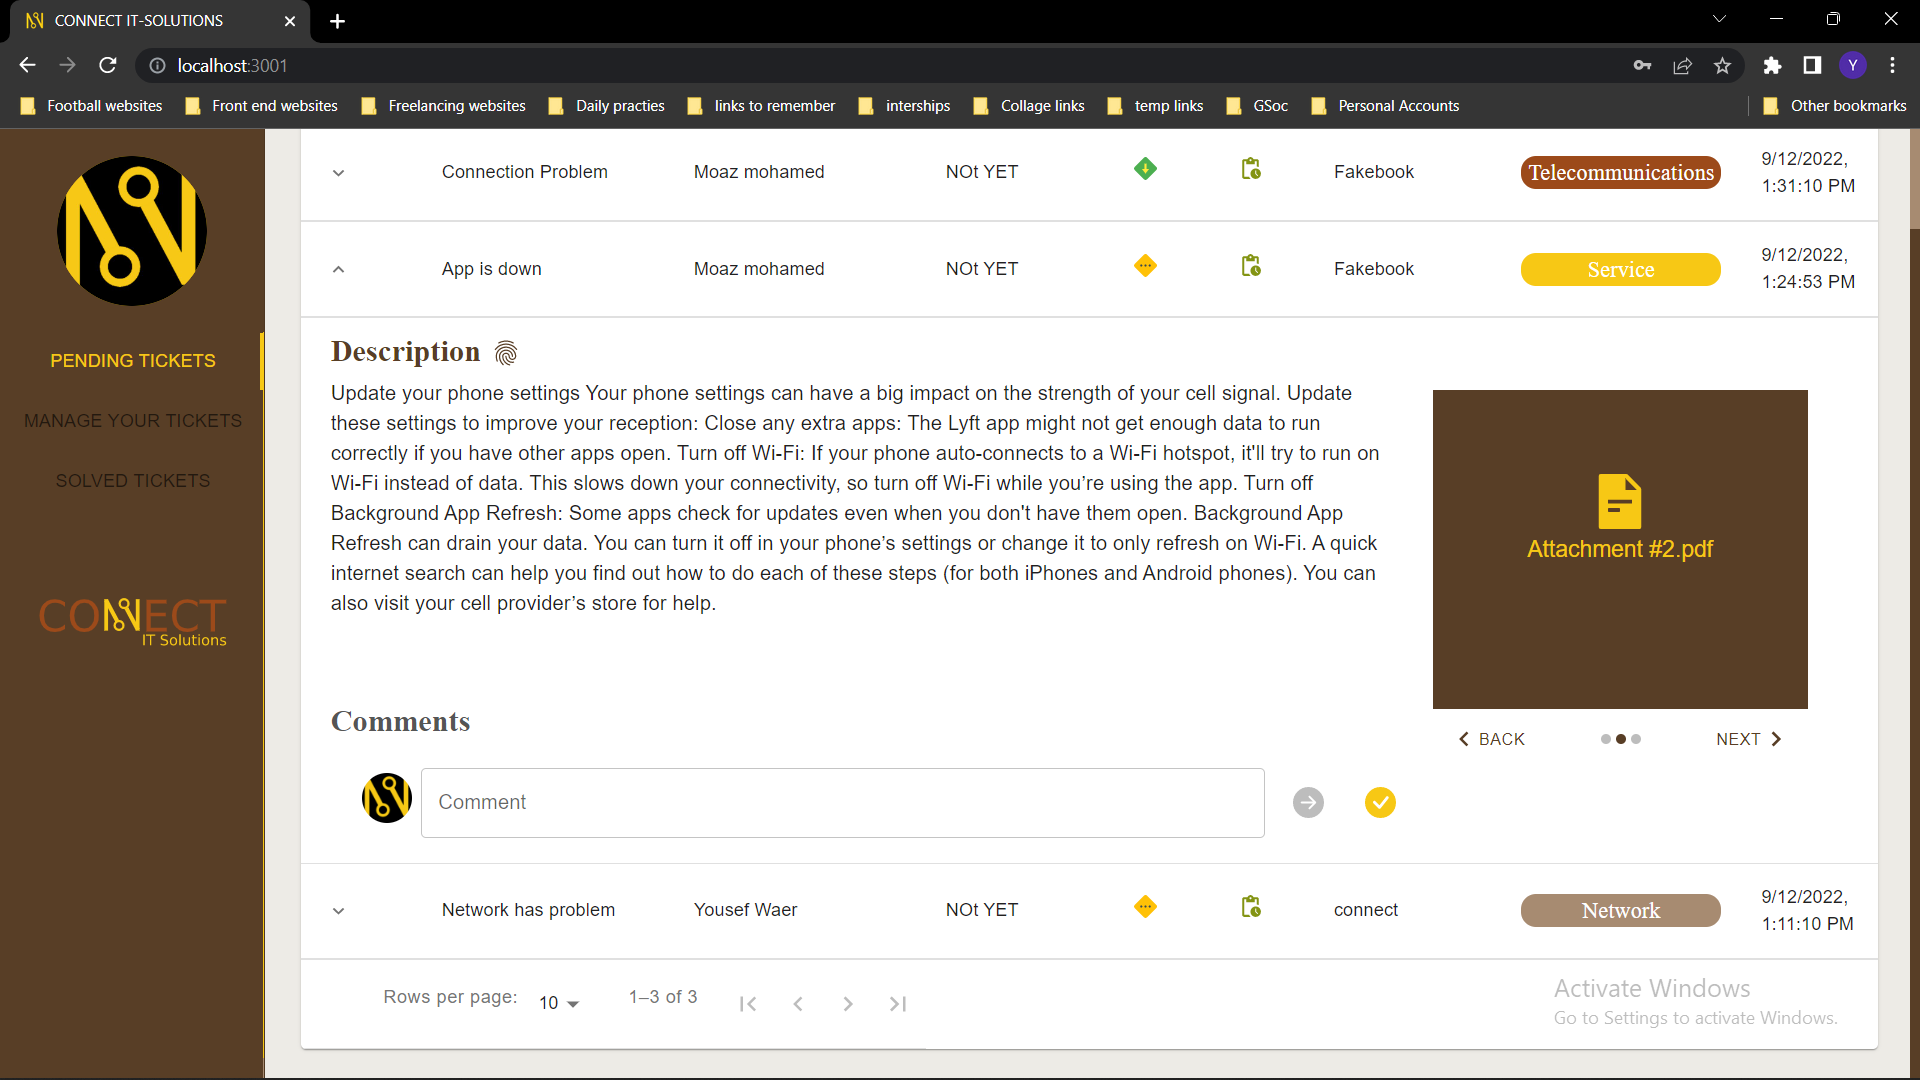 CONNECT IT-SOLUTIONS
localhost:3001
Y
Football websites
Front end websites
Freelancing websites
Daily practies
links to remember
interships
Collage links
temp links
GSoc
Personal Accounts
Other bookmarks
PENDING TICKETS
MANAGE YOUR TICKETS
SOLVED TICKETS
CONNECT
IT Solutions
Connection Problem
Moaz mohamed
NOt YET
Fakebook
Telecommunications
9/12/2022,
1:31:10 PM
App is down
Moaz mohamed
NOt YET
Fakebook
Service
9/12/2022,
1:24:53 PM
Description
Update your phone settings Your phone settings can have a big impact on the strength of your cell signal. Update
these settings to improve your reception: Close any extra apps: The Lyft app might not get enough data to run
correctly if you have other apps open. Turn off Wi-Fi: If your phone auto-connects to a Wi-Fi hotspot, it'll try to run on
Wi-Fi instead of data. This slows down your connectivity, so turn off Wi-Fi while you’re using the app. Turn off
Background App Refresh: Some apps check for updates even when you don't have them open. Background App
Refresh can drain your data. You can turn it off in your phone’s settings or change it to only refresh on Wi-Fi. A quick
internet search can help you find out how to do each of these steps (for both iPhones and Android phones). You can
also visit your cell provider’s store for help.
Attachment #2.pdf
BACK
NEXT
Comments
Comment
Network has problem
Yousef Waer
NOt YET
connect
Network
9/12/2022,
1:11:10 PM
Rows per page:
10
1–3 of 3
Activate Windows
Go to Settings to activate Windows.